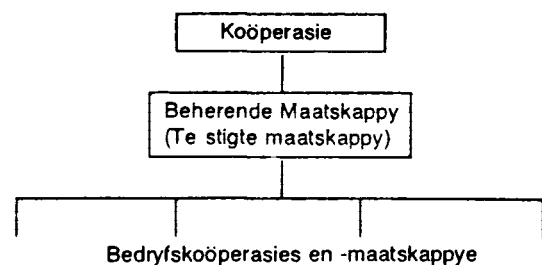 Koöperasie
Beherende Maatskappy
(Te stigte maatskappy)
Bedryfskoöperasies en -maatskappye